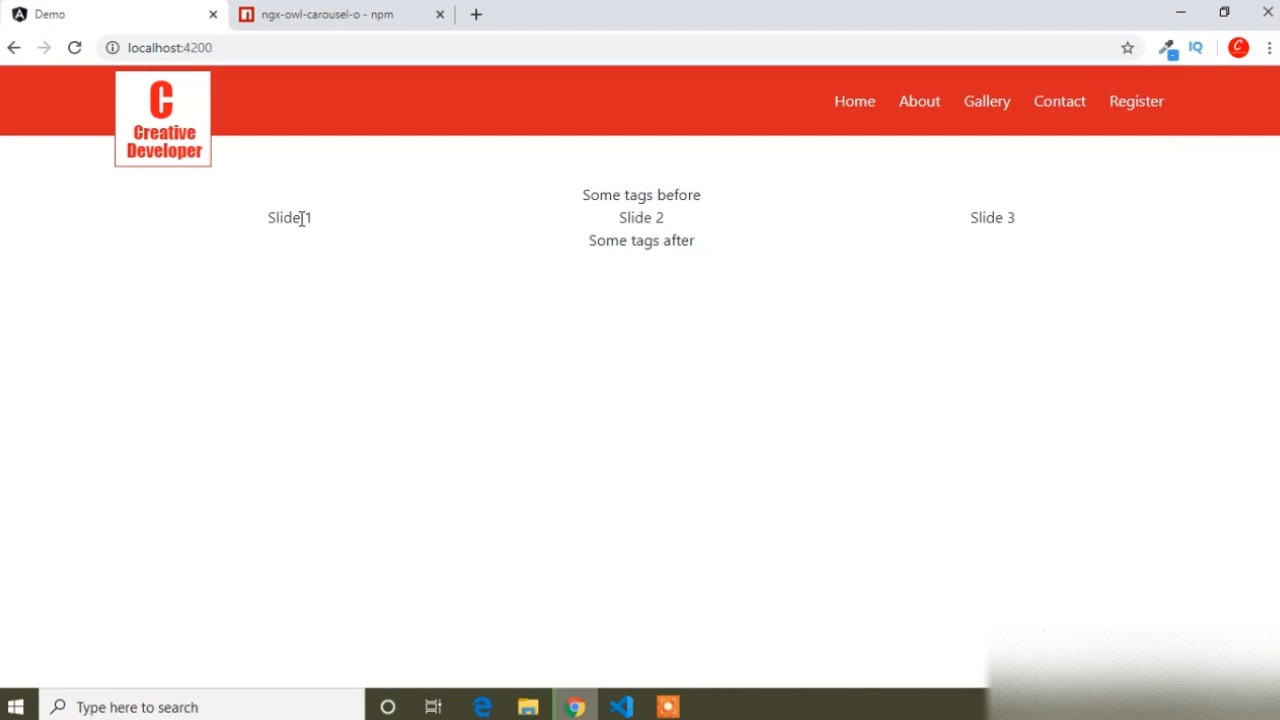 Demo
ngx-owl-carousel-o - npm
localhost:4200
IQ
C
C
Creative
Developer
Home About Gallery Contact Register
Some tags before
Slide 1 Slide 2 Slide 3
Some tags after
Type here to search